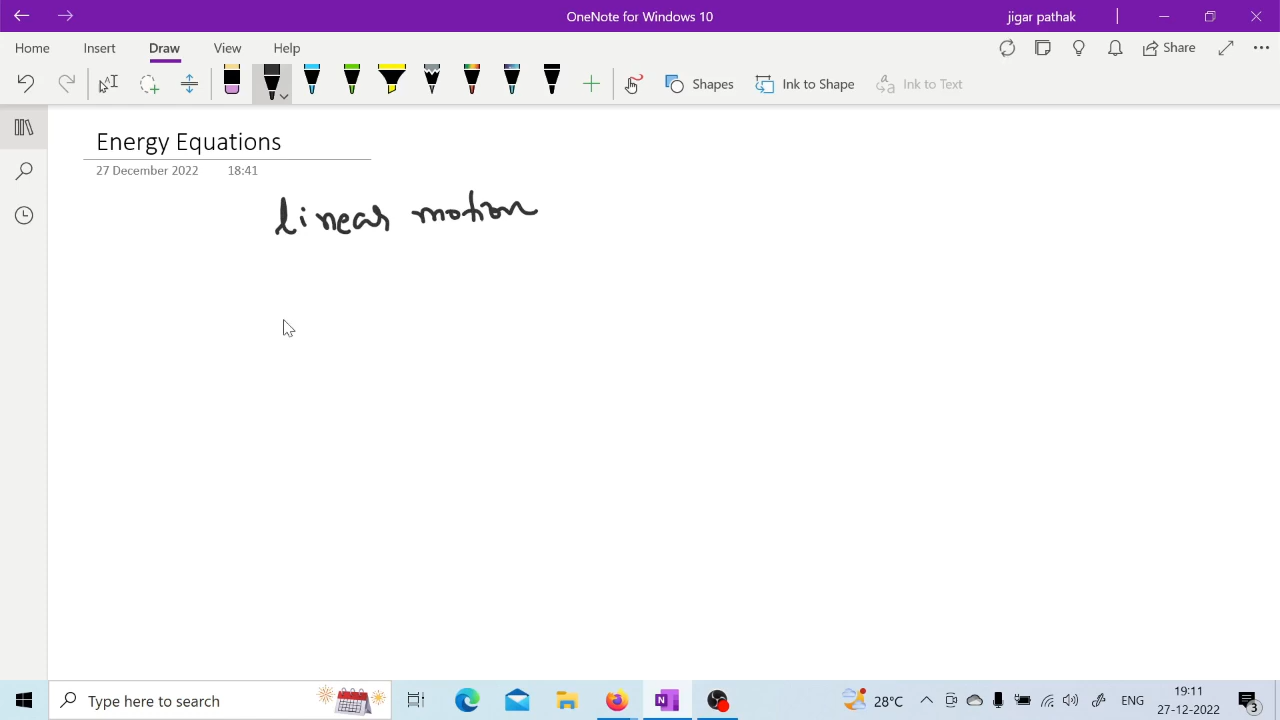 OneNote for Windows 10
jigar pathak
Home Insert Draw View Help
Share
Shapes Ink to Shape Ink to Text
Energy Equations
27 December 2022 18:41
linear motion
Type here to search
28°C
ENG
19:11
27-12-2022
3